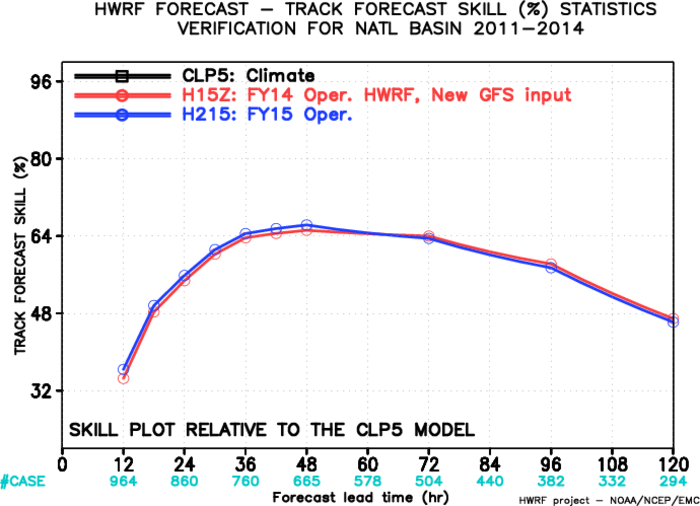 HWRF FORECAST – TRACK FORECAST SKILL (%) STATISTICS
VERIFICATION FOR NATL BASIN 2011–2014
CLP5: Climate
H15Z: FY14 Oper. HWRF, New GFS input
H215: FY15 Oper.
TRACK FORECAST SKILL (%)
96
80
64
48
32
SKILL PLOT RELATIVE TO THE CLP5 MODEL
0 12 24 36 48 60 72 84 96 108 120
#CASE 964 860 760 665 578 504 440 382 332 294
Forecast lead time (hr)
HWRF project – NOAA/NCEP/EMC